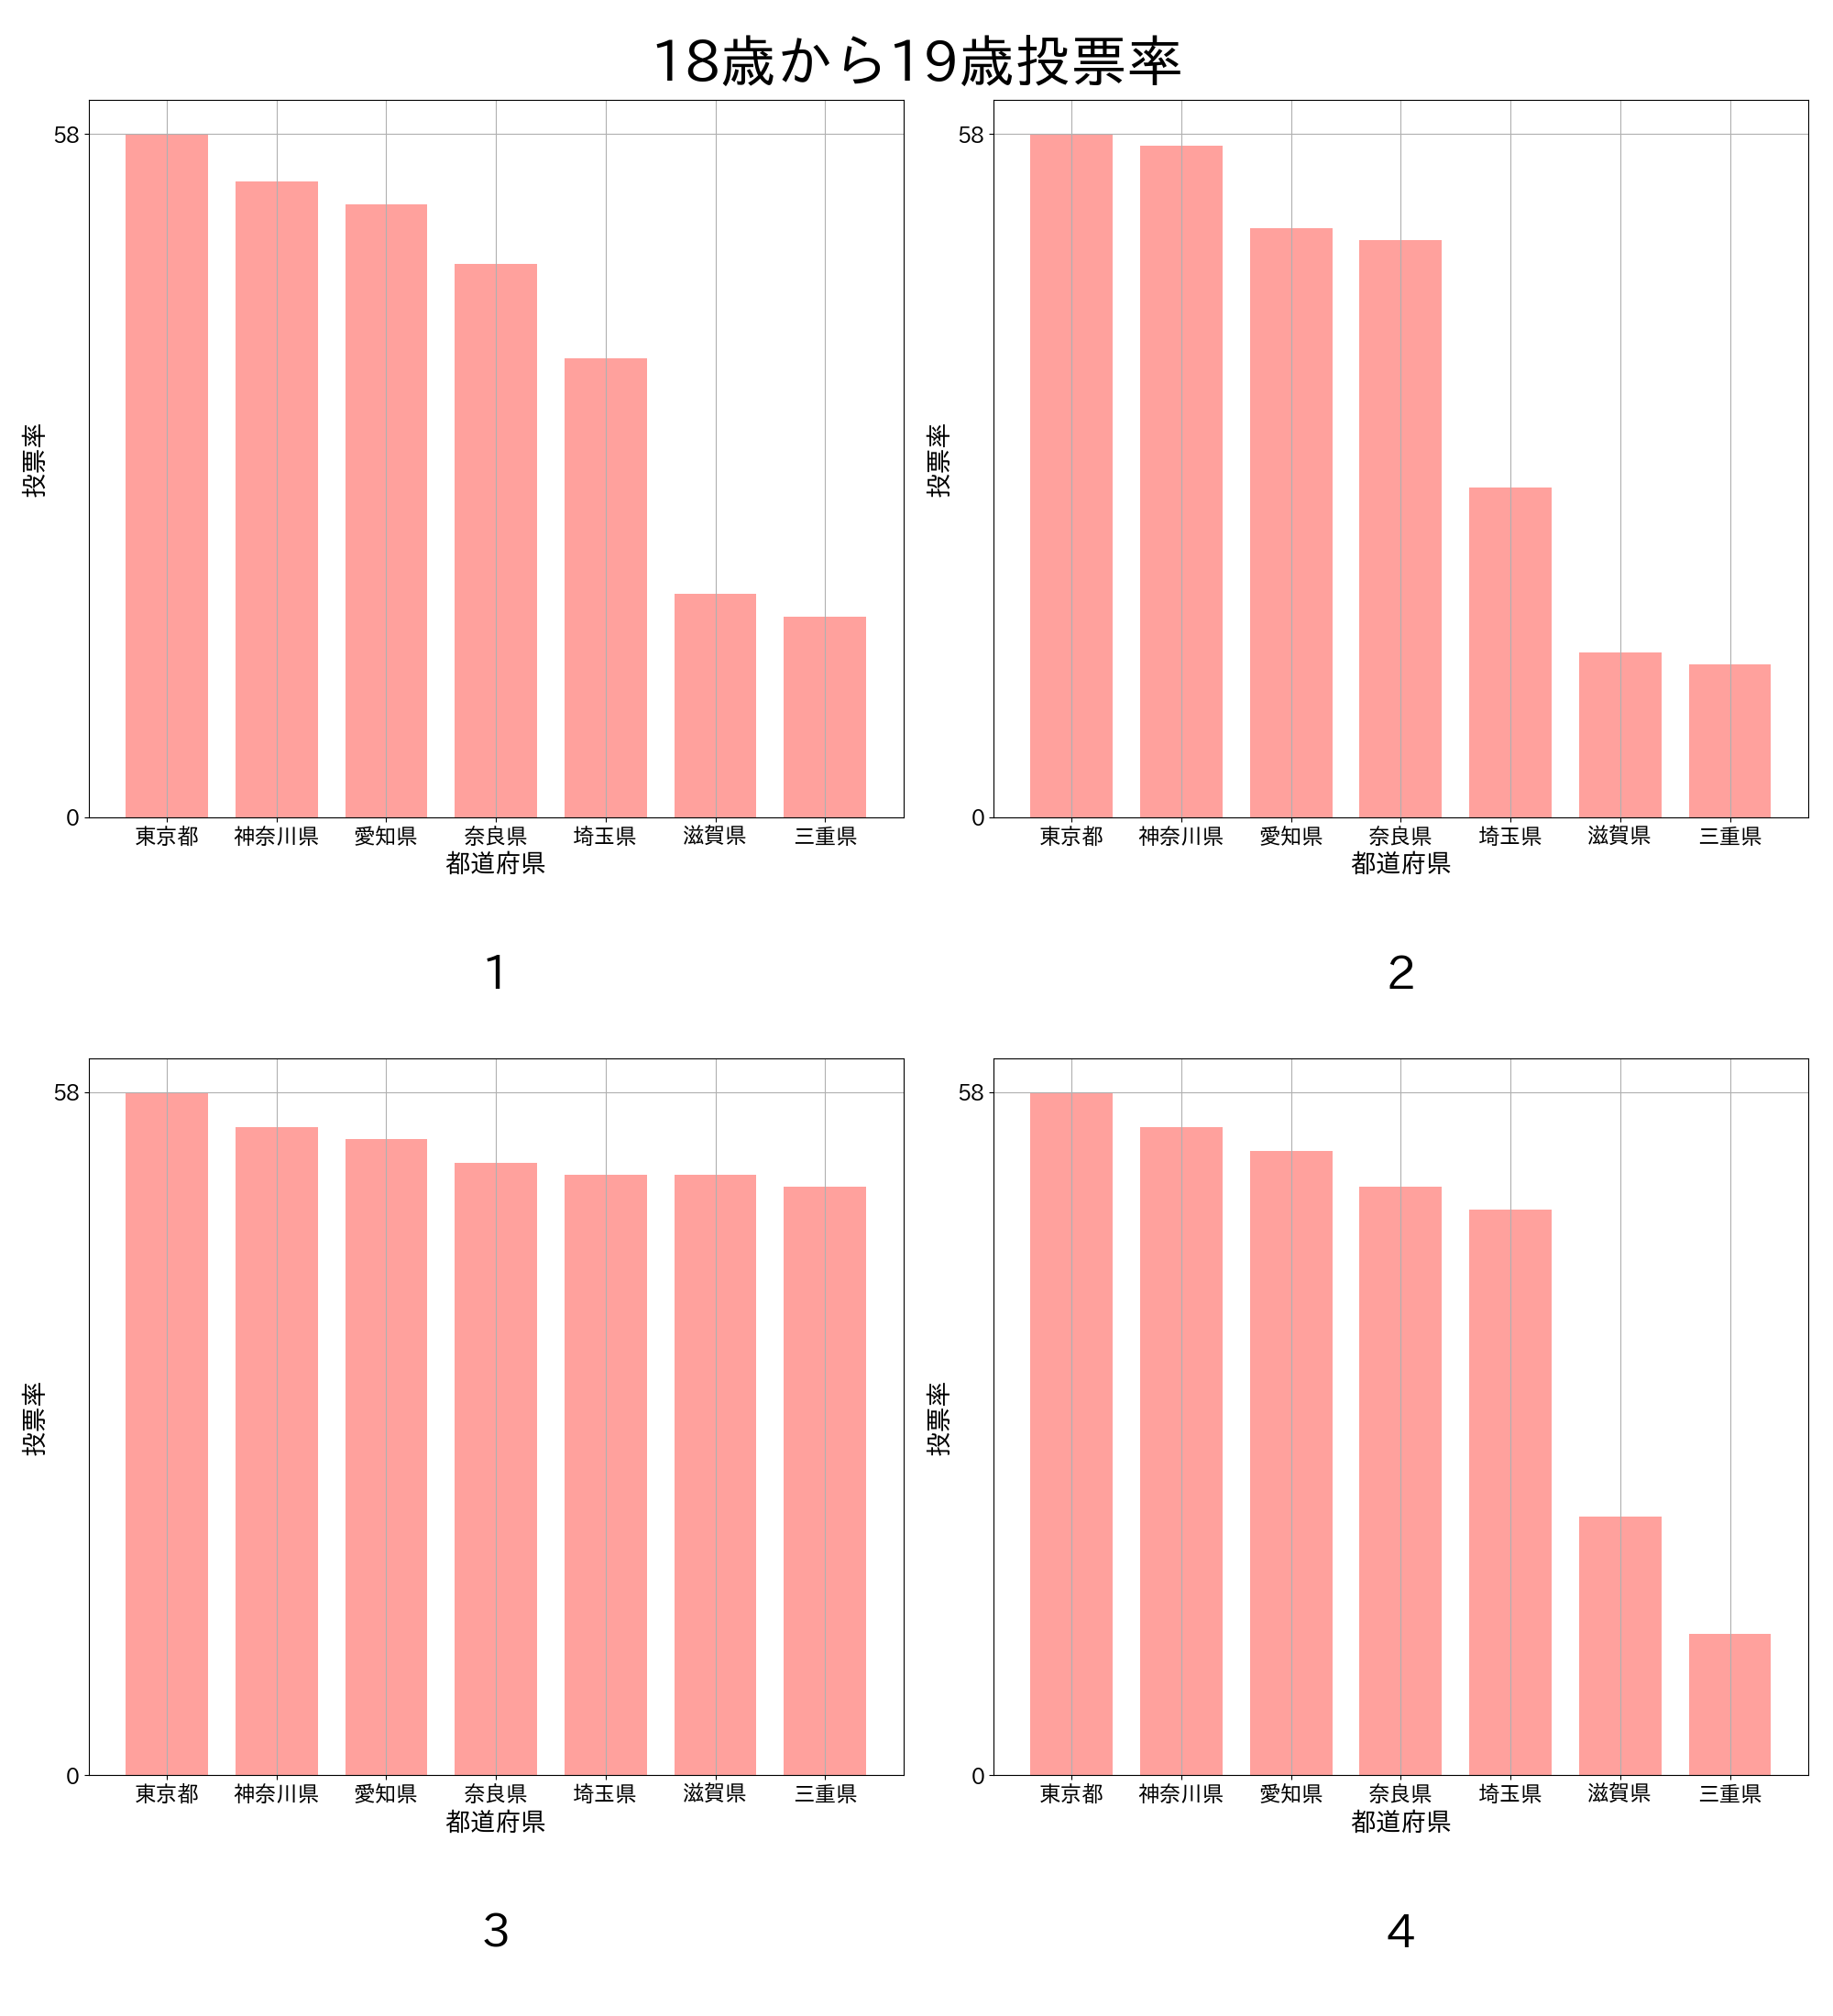 18歳から19歳投票率
58
0
投票率
東京都 神奈川県 愛知県 奈良県 埼玉県 滋賀県 三重県
都道府県
1
58
0
投票率
東京都 神奈川県 愛知県 奈良県 埼玉県 滋賀県 三重県
都道府県
2
58
0
投票率
東京都 神奈川県 愛知県 奈良県 埼玉県 滋賀県 三重県
都道府県
3
58
0
投票率
東京都 神奈川県 愛知県 奈良県 埼玉県 滋賀県 三重県
都道府県
4